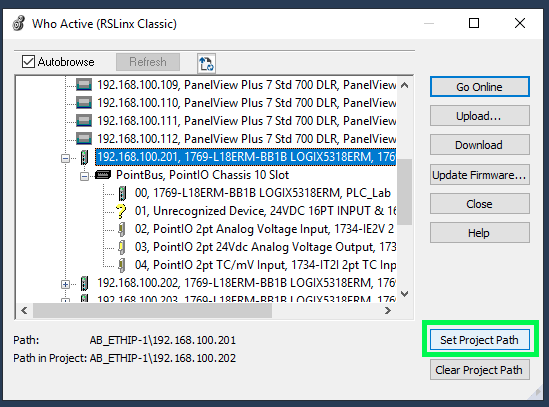 Who Active (RSLinx Classic)
Autobrowse
Refresh
192.168.100.109, PanelView Plus 7 Std 700 DLR, PanelView
192.168.100.110, PanelView Plus 7 Std 700 DLR, PanelView
192.168.100.111, PanelView Plus 7 Std 700 DLR, PanelView
192.168.100.112, PanelView Plus 7 Std 700 DLR, PanelView
192.168.100.201, 1769-L18ERM-BB1B LOGIX5318ERM, 1769
PointBus, PointIO Chassis 10 Slot
00, 1769-L18ERM-BB1B LOGIX5318ERM, PLC_Lab
01, Unrecognized Device, 24VDC 16PT INPUT & 16
02, PointIO 2pt Analog Voltage Input, 1734-IE2V 2
03, PointIO 2pt 24Vdc Analog Voltage Output, 1734
04, PointIO 2pt TC/mV Input, 1734-IT2I 2pt TC Inp
192.168.100.202, 1769-L18ERM-BB1B LOGIX5318ERM, 1769
192.168.100.203, 1769-L18ERM-BB1B LOGIX5318ERM, 1769
Go Online
Upload...
Download
Update Firmware...
Close
Help
Path: AB_ETHIP-1\192.168.100.201
Path in Project: AB_ETHIP-1\192.168.100.202
Set Project Path
Clear Project Path